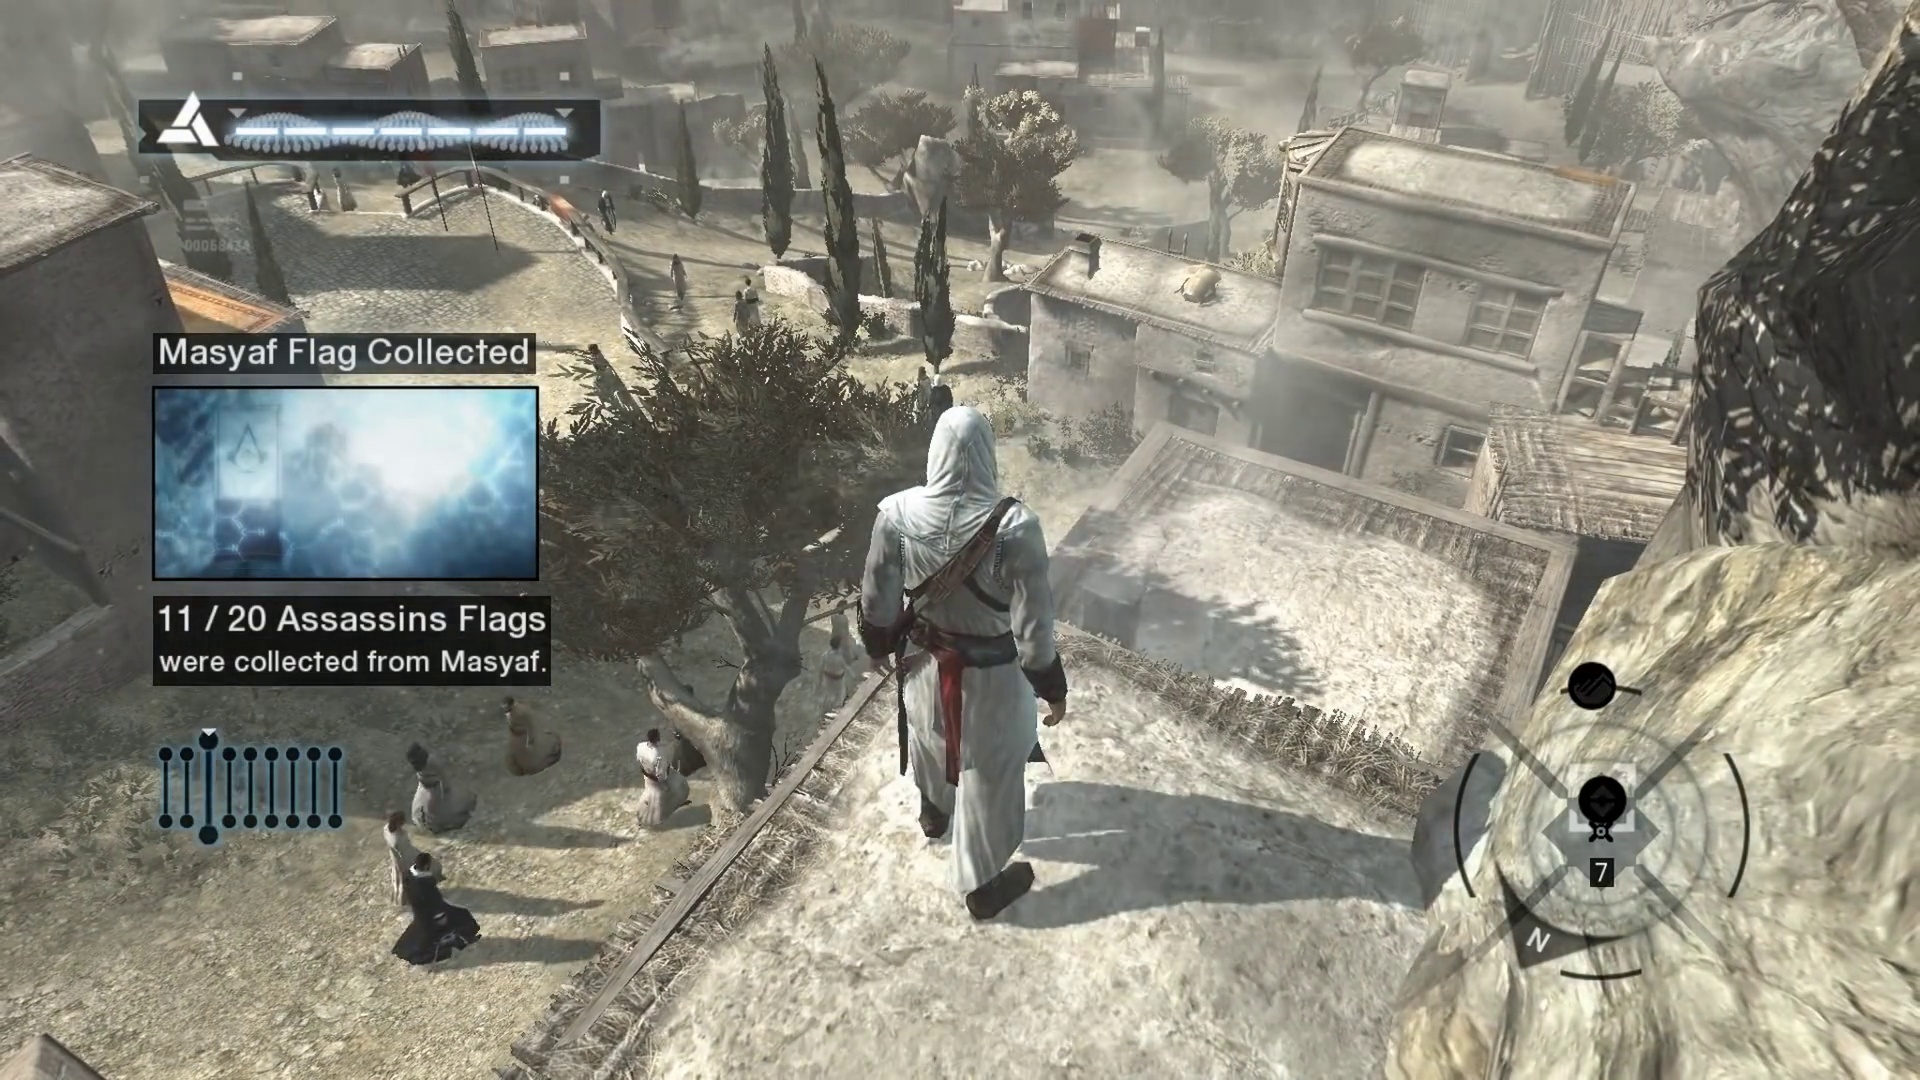 Masyaf Flag Collected
11 / 20 Assassins Flags
were collected from Masyaf.
7
N